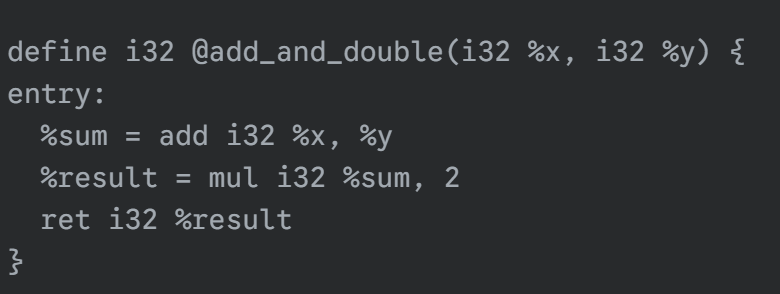 define i32 @add_and_double(i32 %x, i32 %y) {
entry:
  %sum = add i32 %x, %y
  %result = mul i32 %sum, 2
  ret i32 %result
}